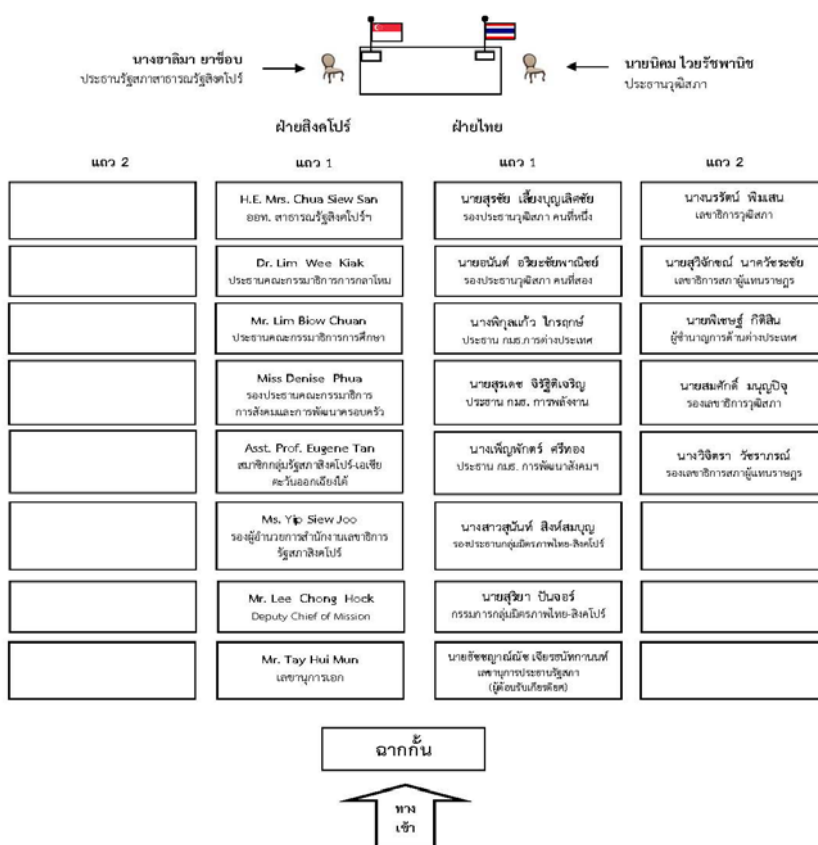 นางฮาลิมา ยาซ็อบ
ประธานรัฐสภาสาธารณรัฐสิงคโปร์
นายนิคม ไวยรัชพานิช
ประธานวุฒิสภา
ฝ่ายสิงคโปร์
ฝ่ายไทย
แถว 2
แถว 1
แถว 1
แถว 2
H.E. Mrs. Chua Siew San
ออท. สาธารณรัฐสิงคโปร์ฯ
นายสุรชัย เลี้ยงบุญเลิศชัย
รองประธานวุฒิสภา คนที่หนึ่ง
นางนรรัตน์ พิมเสน
เลขาธิการวุฒิสภา
Dr. Lim Wee Kiak
ประธานคณะกรรมาธิการการกลาโหม
นายอนันต์ อริยะชัยพาณิชย์
รองประธานวุฒิสภา คนที่สอง
นายสุวิจักขณ์ นาควัชระชัย
เลขาธิการสภาผู้แทนราษฎร
Mr. Lim Biow Chuan
ประธานคณะกรรมาธิการการศึกษา
นางพิกุลแก้ว ไกรฤกษ์
ประธาน กมธ.การต่างประเทศ
นายพิเชษฐ์ กิติสิน
ผู้ชำนาญการด้านต่างประเทศ
Miss Denise Phua
รองประธานคณะกรรมาธิการ
การสังคมและการพัฒนาครอบครัว
นายสุรเดช จิรัฐิติเจริญ
ประธาน กมธ. การพลังงาน
นายสมศักดิ์ มนุญปิจุ
รองเลขาธิการวุฒิสภา
Asst. Prof. Eugene Tan
สมาชิกกลุ่มรัฐสภาสิงคโปร์-เอเชีย
ตะวันออกเฉียงใต้
นางเพ็ญพักตร์ ศรีทอง
ประธาน กมธ. การพัฒนาสังคมฯ
นางวิจิตรา วัชราภรณ์
รองเลขาธิการสภาผู้แทนราษฎร
Ms. Yip Siew Joo
รองผู้อำนวยการสำนักงานเลขาธิการ
รัฐสภาสิงคโปร์
นางสาวสุนันท์ สิงห์สมบุญ
รองประธานกลุ่มมิตรภาพไทย-สิงคโปร์
Mr. Lee Chong Hock
Deputy Chief of Mission
นายสุริยา ปันจอร์
กรรมการกลุ่มมิตรภาพไทย-สิงคโปร์
Mr. Tay Hui Mun
เลขานุการเอก
นายธัชชญาณ์ณัช เจียรธนัทกานนท์
เลขานุการประธานรัฐสภา
(ผู้ต้อนรับเกียรติยศ)
ฉากกั้น
ทาง
เข้า